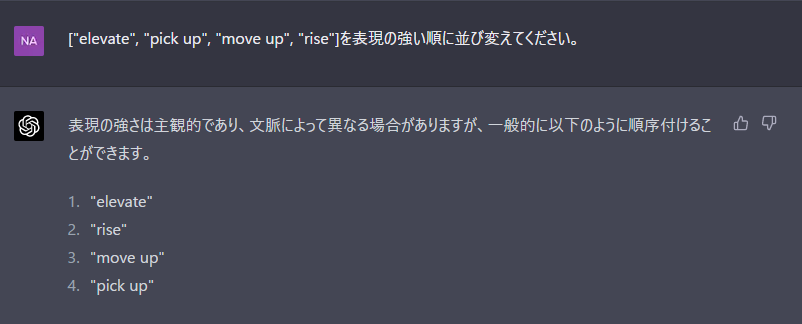 NA
["elevate", "pick up", "move up", "rise"]を表現の強い順に並び変えてください。
表現の強さは主観的であり、文脈によって異なる場合がありますが、一般的に以下のように順序付けるこ
とができます。
1. "elevate"
2. "rise"
3. "move up"
4. "pick up"